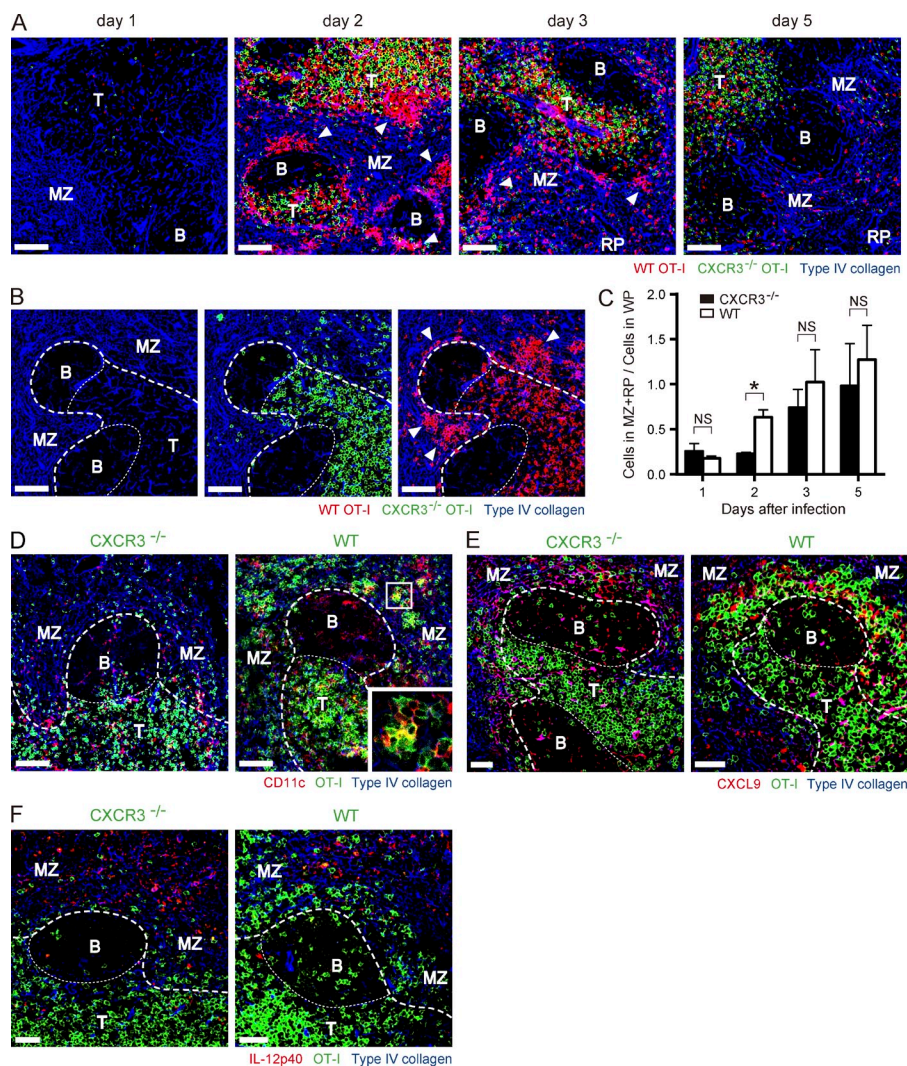 A
day 1
day 2
day 3
day 5
T
MZ
B
T
B
MZ
T
B
B
T
B
MZ
RP
T
MZ
B
B
MZ
RP
WT OT-I CXCR3-/- OT-I Type IV collagen
B
MZ
B
MZ
T
B
WT OT-I CXCR3-/- OT-I Type IV collagen
C
CXCR3-/-
WT
2.0
1.5
1.0
0.5
0.0
NS
*
NS
NS
1
2
3
5
Cells in MZ+RP / Cells in WP
Days after infection
D
CXCR3 -/-
WT
MZ
B
MZ
T
B
MZ
MZ
T
CD11c OT-I Type IV collagen
E
CXCR3 -/-
WT
MZ
MZ
B
T
B
MZ
MZ
B
T
CXCL9 OT-I Type IV collagen
F
CXCR3 -/-
WT
MZ
B
MZ
T
MZ
B
MZ
T
IL-12p40 OT-I Type IV collagen